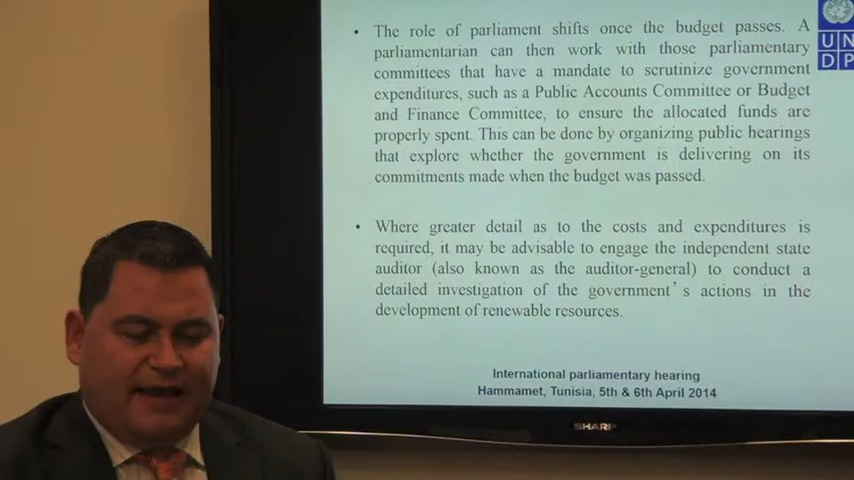 • The role of parliament shifts once the budget passes. A
parliamentarian can then work with those parliamentary
committees that have a mandate to scrutinize government
expenditures, such as a Public Accounts Committee or Budget
and Finance Committee, to ensure the allocated funds are
properly spent. This can be done by organizing public hearings
that explore whether the government is delivering on its
commitments made when the budget was passed.
• Where greater detail as to the costs and expenditures is
required, it may be advisable to engage the independent state
auditor (also known as the auditor-general) to conduct a
detailed investigation of the government's actions in the
development of renewable resources.
International parliamentary hearing
Hammamet, Tunisia, 5th & 6th April 2014
UN
DP
SHARP